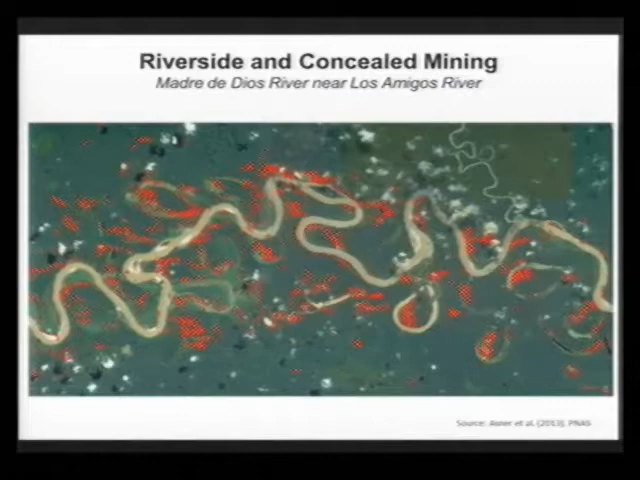 Riverside and Concealed Mining
Madre de Dios River near Los Amigos River
Source: Asner et al. (2013), PNAS